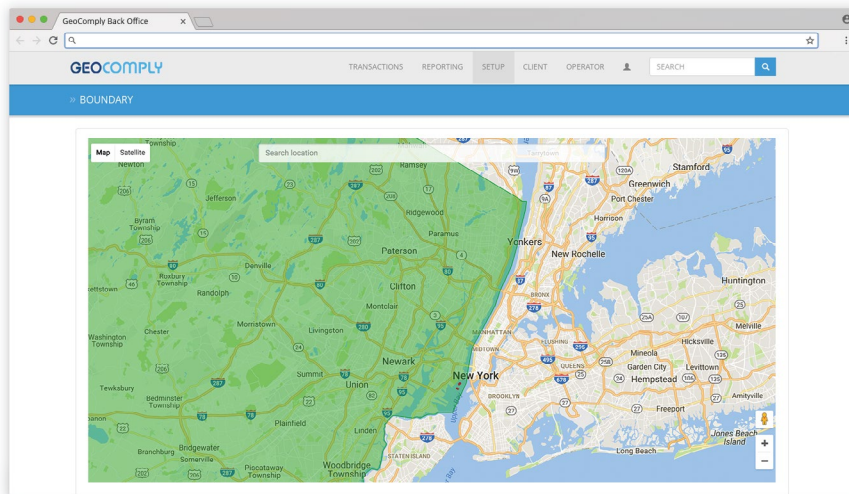 GeoComply Back Office
GEOCOMPLY
TRANSACTIONS REPORTING SETUP CLIENT OPERATOR SEARCH
» BOUNDARY
Map Satellite
Search location
Township
Newton
Ramsey
Tarrytown
Stamford
Greenwich
Port Chester
Jefferson
Ridgewood
Harrison
Byram
Township
Paramus
Yonkers
New Rochelle
Paterson
Denville
Roxbury
Township
Randolph
Clifton
Huntington
Montclair
BRONX
Chester
Morristown
Livingston
MANHATTAN
MIDTOWN
FLUSHING
Melville
Washington
Township
Hicksville
Mineola
Garden City
Levittown
Newark
QUEENS
Hempstead
Summit
Union
New York
Tewksbury
Bedminster
Township
BROOKLYN
Amityville
Freeport
Plainfield
Linden
Jones Beach
Island
Long Beach
Branchburg
Bridgewater
Somerville
STATEN ISLAND
Piscataway
Township
Woodbridge
Township